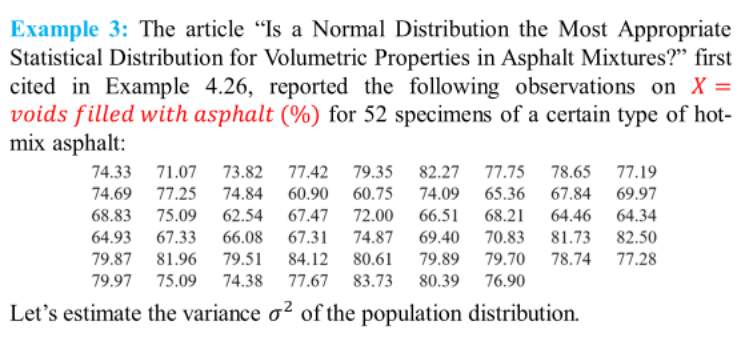 Example 3: The article “Is a Normal Distribution the Most Appropriate
Statistical Distribution for Volumetric Properties in Asphalt Mixtures?” first
cited in Example 4.26, reported the following observations on X =
voids filled with asphalt (%) for 52 specimens of a certain type of hot-
mix asphalt:
74.33 71.07 73.82 77.42 79.35 82.27 77.75 78.65 77.19
74.69 77.25 74.84 60.90 60.75 74.09 65.36 67.84 69.97
68.83 75.09 62.54 67.47 72.00 66.51 68.21 64.46 64.34
64.93 67.33 66.08 67.31 74.87 69.40 70.83 81.73 82.50
79.87 81.96 79.51 84.12 80.61 79.89 79.70 78.74 77.28
79.97 75.09 74.38 77.67 83.73 80.39 76.90
Let’s estimate the variance σ² of the population distribution.